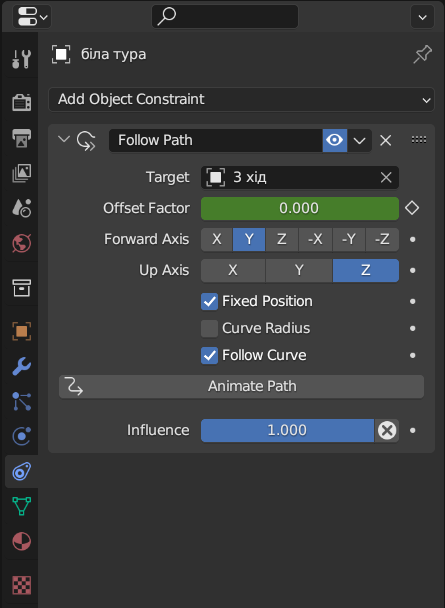 біла тура
Add Object Constraint
Follow Path
Target
3 хід
Offset Factor
0.000
Forward Axis
X Y Z -X -Y -Z
Up Axis
X Y Z
Fixed Position
Curve Radius
Follow Curve
Animate Path
Influence
1.000